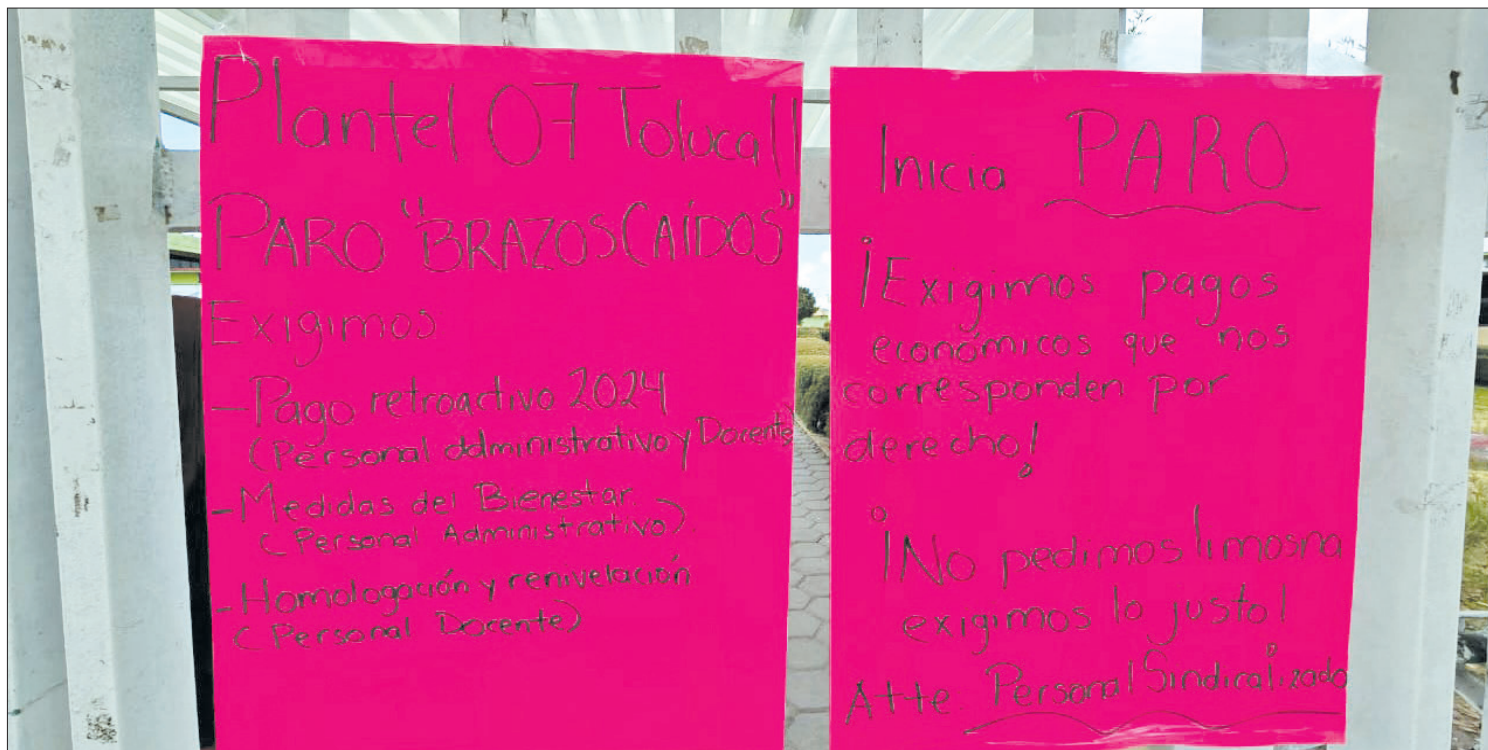 Plantel 07 Toluca II
PARO "BRAZOS CAÍDOS"
Exigimos
-Pago retroactivo 2024
(Personal administrativo y Docente)
-Medidas del Bienestar
(Personal Administrativo)
-Homologación y renivelación
(Personal Docente)
Inicia PARO
¡Exigimos pagos
económicos que nos
corresponden por
derecho!
¡No pedimos limosna
exigimos lo justo!
Atte Personal Sindicalizado